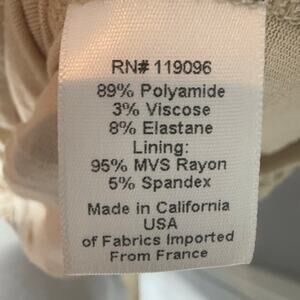 RN# 119096
89% Polyamide
3% Viscose
8% Elastane
Lining:
95% MVS Rayon
5% Spandex
Made in California
USA
of Fabrics Imported
From France